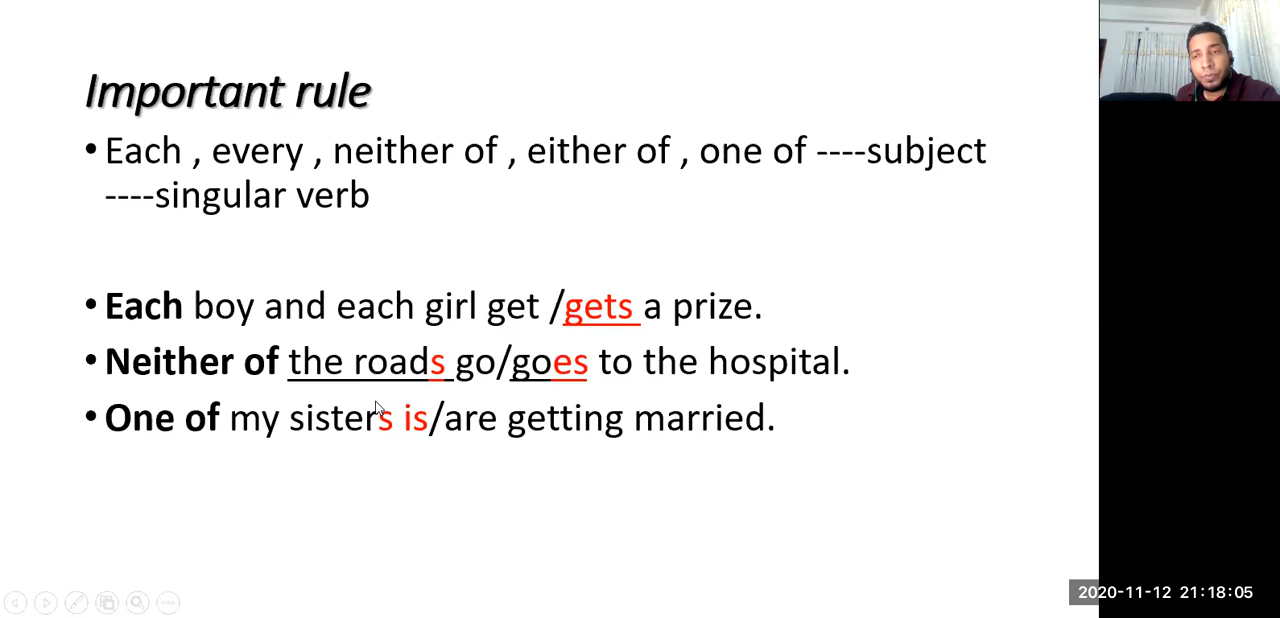 Important rule
• Each , every , neither of , either of , one of ----subject
----singular verb
• Each boy and each girl get /gets a prize.
• Neither of the roads go/goes to the hospital.
• One of my sisters is/are getting married.
2020-11-12 21:18:05